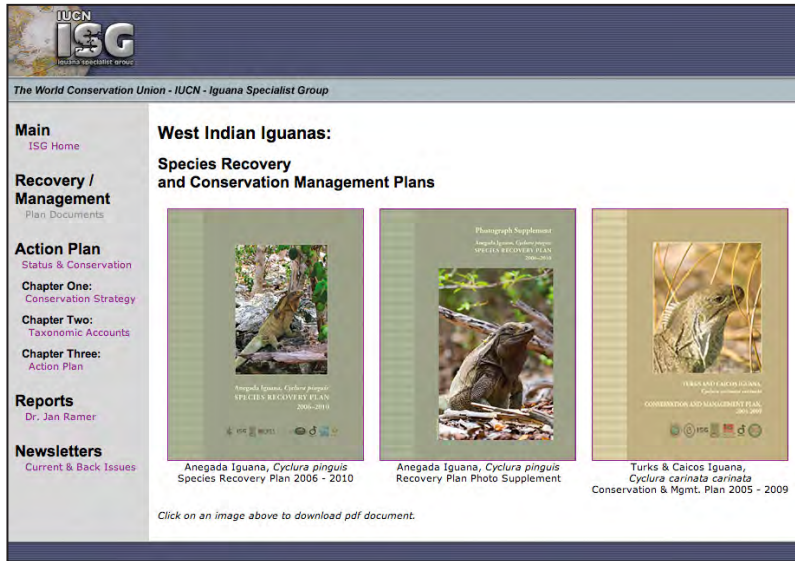 IUCN
ISG
iguana specialist group
The World Conservation Union - IUCN - Iguana Specialist Group
Main
ISG Home
Recovery /
Management
Plan Documents
Action Plan
Status & Conservation
Chapter One:
Conservation Strategy
Chapter Two:
Taxonomic Accounts
Chapter Three:
Action Plan
Reports
Dr. Jan Ramer
Newsletters
Current & Back Issues
West Indian Iguanas:
Species Recovery
and Conservation Management Plans
Anegada Iguana, Cyclura pinguis
SPECIES RECOVERY PLAN
2006–2010
Photograph Supplement
Anegada Iguana, Cyclura pinguis
SPECIES RECOVERY PLAN
2006–2010
TURKS AND CAICOS IGUANA,
Cyclura carinata carinata
CONSERVATION AND MANAGEMENT PLAN,
2005-2009
Anegada Iguana, Cyclura pinguis
Species Recovery Plan 2006 - 2010
Anegada Iguana, Cyclura pinguis
Recovery Plan Photo Supplement
Turks & Caicos Iguana,
Cyclura carinata carinata
Conservation & Mgmt. Plan 2005 - 2009
Click on an image above to download pdf document.